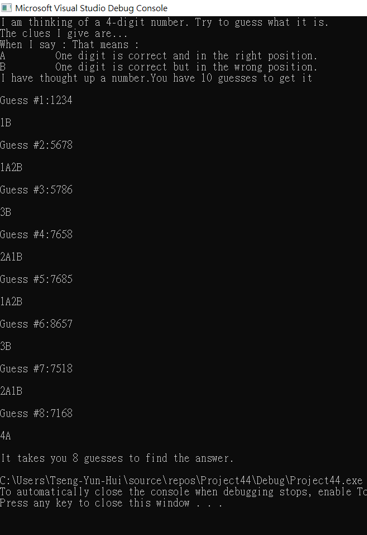 Microsoft Visual Studio Debug Console
I am thinking of a 4-digit number. Try to guess what it is.
The clues I give are...
When I say : That means :
A One digit is correct and in the right position.
B One digit is correct but in the wrong position.
I have thought up a number.You have 10 guesses to get it
Guess #1:1234
1B
Guess #2:5678
1A2B
Guess #3:5786
3B
Guess #4:7658
2A1B
Guess #5:7685
1A2B
Guess #6:8657
3B
Guess #7:7518
2A1B
Guess #8:7168
4A
It takes you 8 guesses to find the answer.
C:\Users\Tseng-Yun-Hui\source\repos\Project44\Debug\Project44.exe
To automatically close the console when debugging stops, enable To
Press any key to close this window . . .